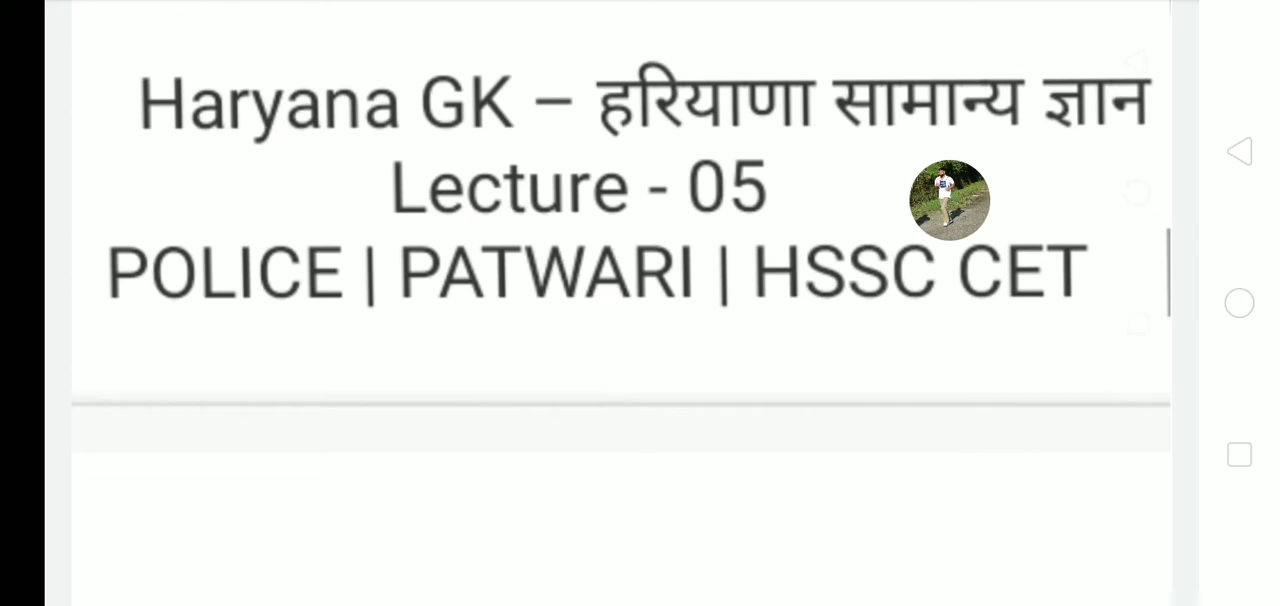 Haryana GK – हरियाणा सामान्य ज्ञान
Lecture - 05
POLICE | PATWARI | HSSC CET